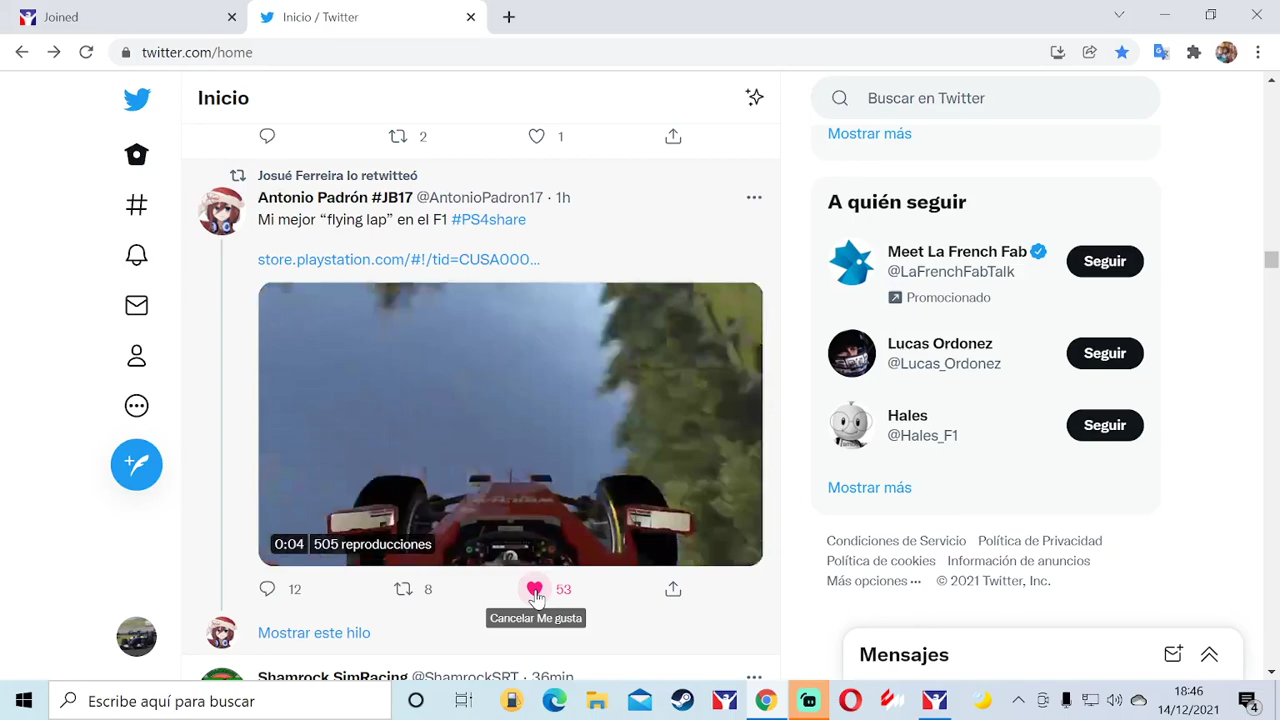 Joined
Inicio / Twitter
twitter.com/home
Inicio
Buscar en Twitter
Mostrar más
2
1
Josué Ferreira lo retwitteó
Antonio Padrón #JB17 @AntonioPadron17 · 1h
Mi mejor “flying lap” en el F1 #PS4share
store.playstation.com/#!/tid=CUSA000...
0:04 505 reproducciones
12
8
53
Cancelar Me gusta
Mostrar este hilo
Shamrock SimRacing @ShamrockSRT · 36min
A quién seguir
Meet La French Fab
@LaFrenchFabTalk
Promocionado
Seguir
Lucas Ordonez
@Lucas_Ordonez
Seguir
Hales
@Hales_F1
Seguir
Mostrar más
Condiciones de Servicio Política de Privacidad
Política de cookies Información de anuncios
Más opciones ··· © 2021 Twitter, Inc.
Mensajes
Escribe aquí para buscar
18:46
14/12/2021
4